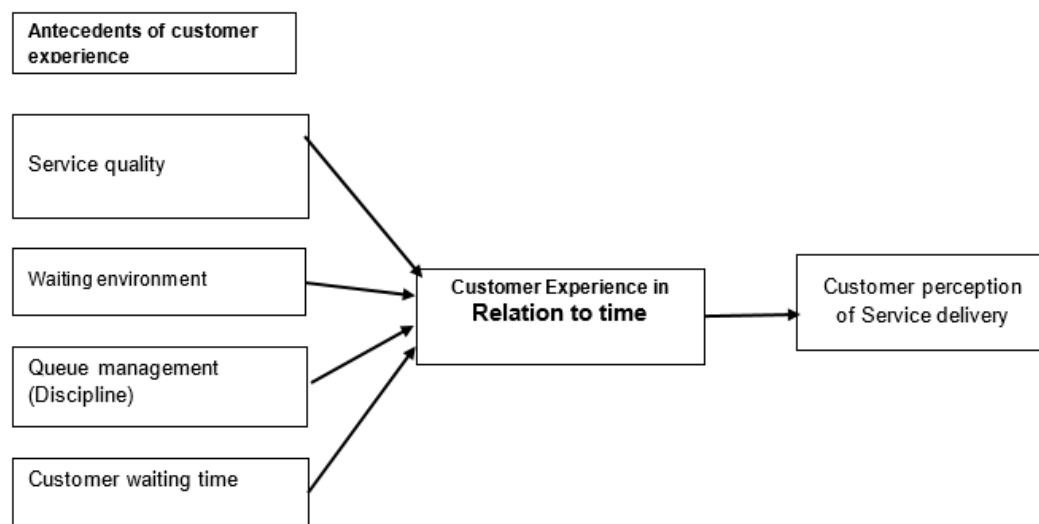 Antecedents of customer
experience
Service quality
Waiting environment
Queue management
(Discipline)
Customer waiting time
Customer Experience in
Relation to time
Customer perception
of Service delivery